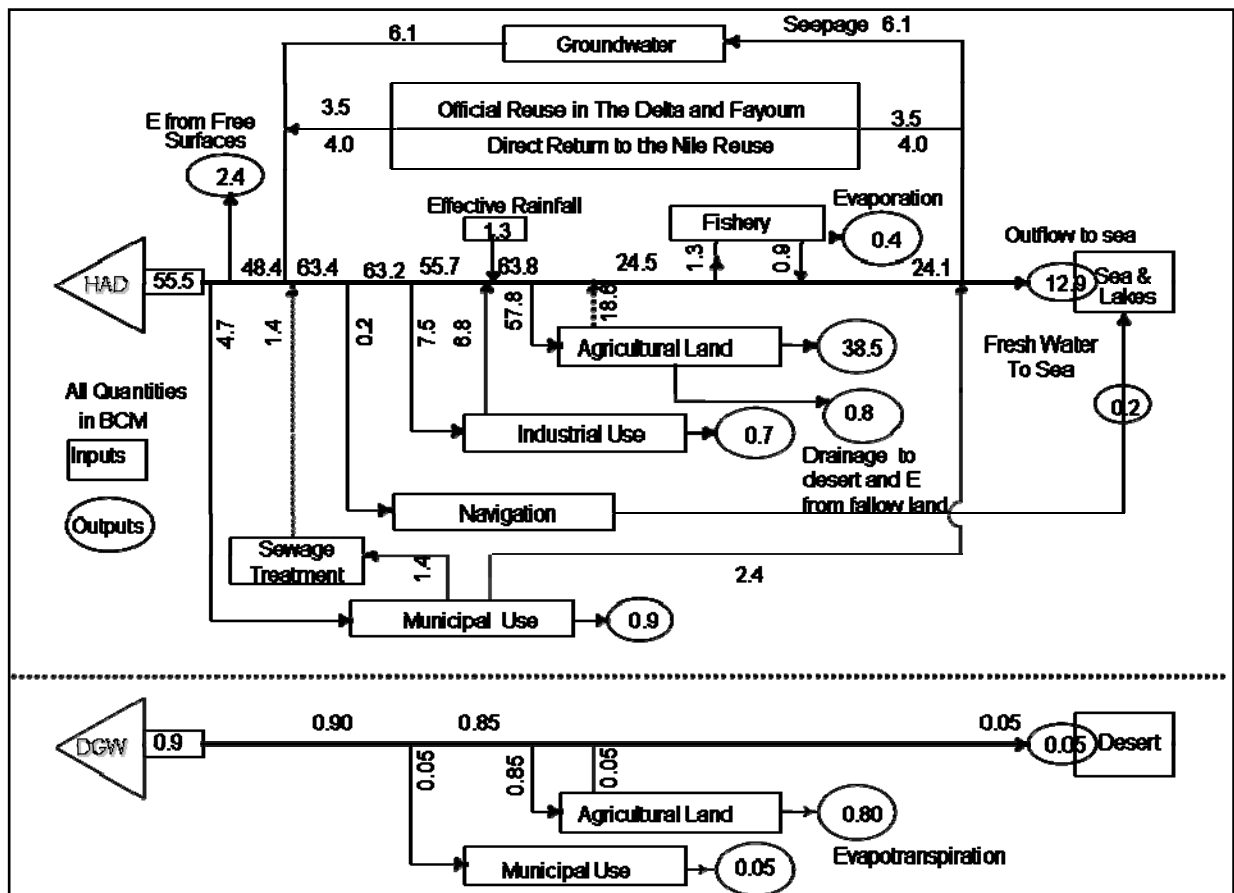 Seepage 6.1
6.1
Groundwater
3.5
Official Reuse in The Delta and Fayoum
3.5
4.0
Direct Return to the Nile Reuse
4.0
E from Free
Surfaces
2.4
Effective Rainfall
1.3
Fishery
Evaporation
0.4
1.3
0.9
Outflow to sea
HAD
55.5
48.4
63.4
63.2
55.7
63.8
24.5
24.1
12.9
Sea &
Lakes
4.7
1.4
0.2
7.5
6.8
57.8
18.6
Agricultural Land
38.5
Fresh Water
To Sea
0.2
All Quantities
in BCM
Inputs
Outputs
0.8
Industrial Use
0.7
Drainage to
desert and E
from fallow land
Navigation
Sewage
Treatment
1.4
2.4
Municipal Use
0.9
DGW
0.9
0.90
0.85
0.05
0.05
Desert
0.05
0.85
0.05
Agricultural Land
0.80
Evapotranspiration
Municipal Use
0.05